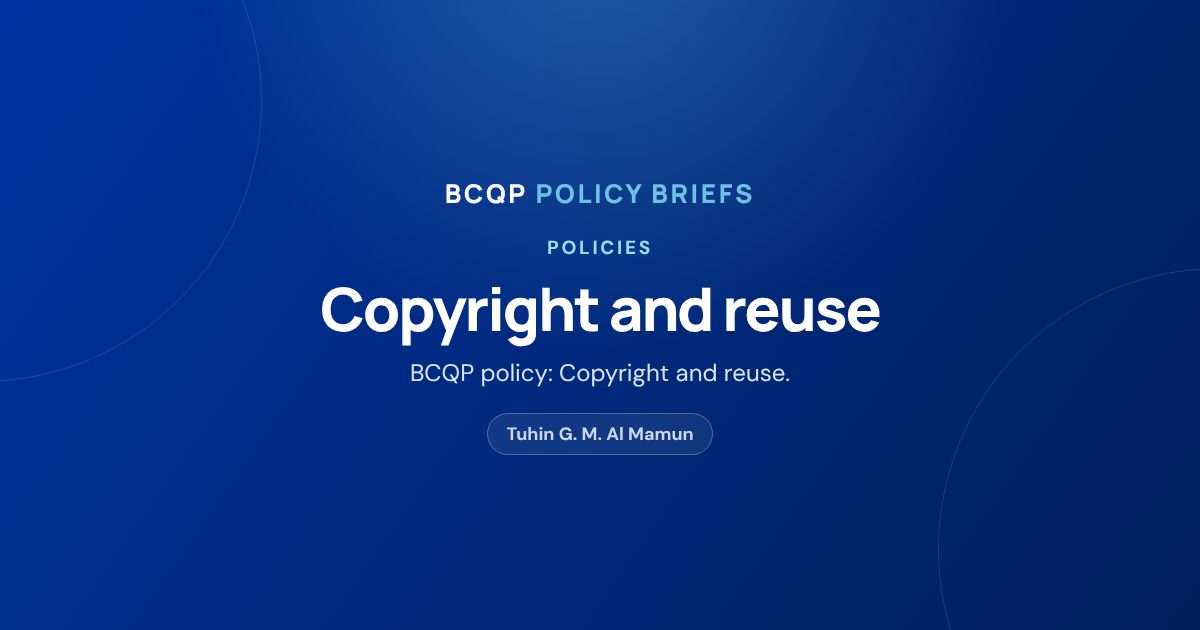 BCQP POLICY BRIEFS
POLICIES
Copyright and reuse
BCQP policy: Copyright and reuse.
Tuhin G. M. Al Mamun